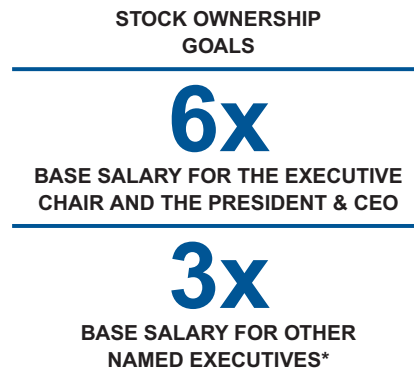 STOCK OWNERSHIP
GOALS
6x
BASE SALARY FOR THE EXECUTIVE
CHAIR AND THE PRESIDENT & CEO
3x
BASE SALARY FOR OTHER
NAMED EXECUTIVES*